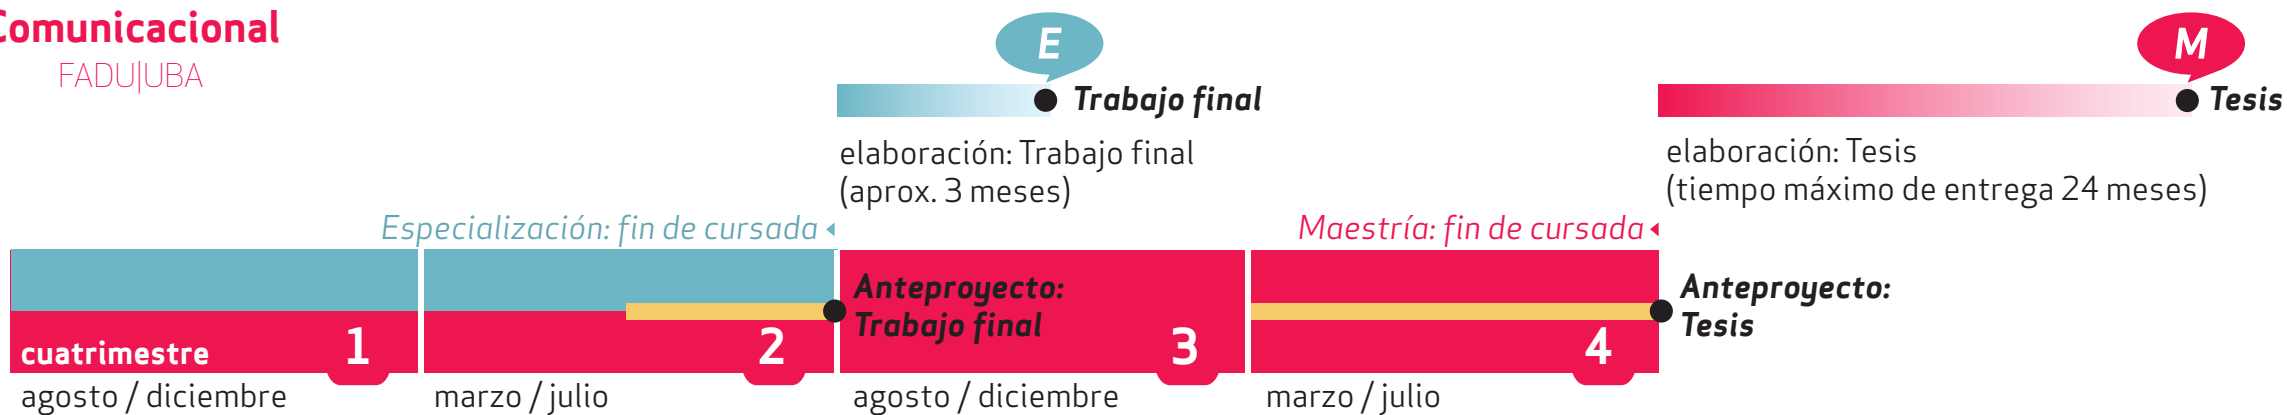 Comunicacional
FADU|UBA
E
Trabajo final
elaboración: Trabajo final
(aprox. 3 meses)
M
Tesis
elaboración: Tesis
(tiempo máximo de entrega 24 meses)
Especialización: fin de cursada
Maestría: fin de cursada
Anteproyecto:
Trabajo final
Anteproyecto:
Tesis
cuatrimestre 1 2 3 4
agosto / diciembre marzo / julio agosto / diciembre marzo / julio